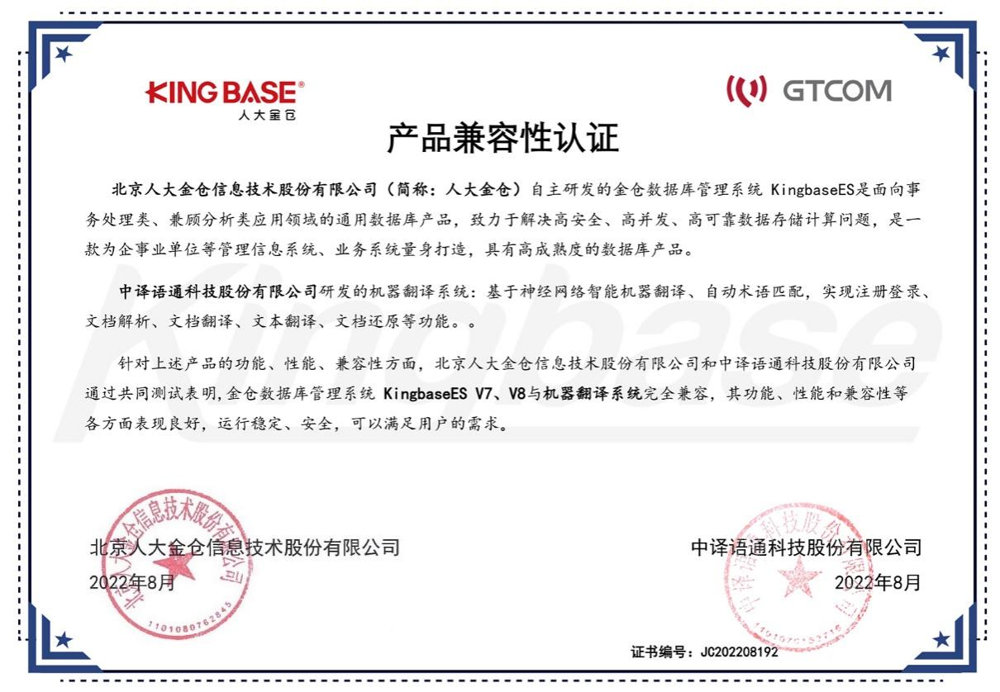 KINGBASE®
人大金仓
GTCOM
产品兼容性认证
北京人大金仓信息技术股份有限公司（简称：人大金仓）自主研发的金仓数据库管理系统 KingbaseES是面向事
务处理类、兼顾分析类应用领域的通用数据库产品，致力于解决高安全、高并发、高可靠数据存储计算问题，是一
款为企事业单位等管理信息系统、业务系统量身打造，具有高成熟度的数据库产品。
中译语通科技股份有限公司研发的机器翻译系统：基于神经网络智能机器翻译、自动术语匹配，实现注册登录、
文档解析、文档翻译、文本翻译、文档还原等功能。。
针对上述产品的功能、性能、兼容性方面，北京人大金仓信息技术股份有限公司和中译语通科技股份有限公司
通过共同测试表明,金仓数据库管理系统 KingbaseES V7、V8与机器翻译系统完全兼容，其功能、性能和兼容性等
各方面表现良好，运行稳定、安全，可以满足用户的需求。
Kingbase
北京人大金仓信息技术股份有限公司
2022年8月
北京人大金仓信息技术股份有限公司
1101080762845
中译语通科技股份有限公司
2022年8月
中译语通科技股份有限公司
证书编号：JC202208192